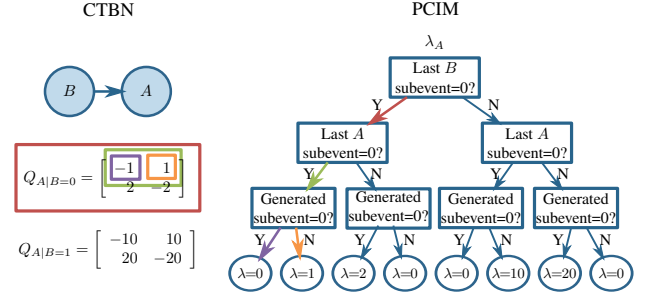 CTBN
B A
Q_{A|B=0} = [ −1 1
2 −2 ]
Q_{A|B=1} = [ −10 10
20 −20 ]
PCIM
λ_A
Last B
subevent=0?
Y N
Last A
subevent=0?
Last A
subevent=0?
Y N Y N
Generated
subevent=0?
Generated
subevent=0?
Generated
subevent=0?
Generated
subevent=0?
Y N Y N Y N Y N
λ=0 λ=1 λ=2 λ=0 λ=0 λ=10 λ=20 λ=0